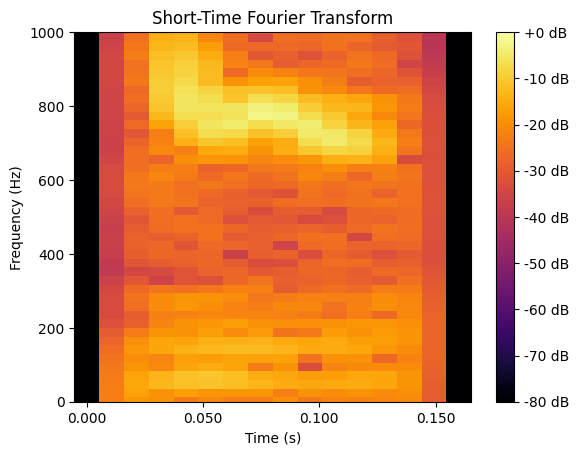 Short-Time Fourier Transform
1000
800
600
400
200
0
Frequency (Hz)
0.000
0.050
0.100
0.150
Time (s)
+0 dB
-10 dB
-20 dB
-30 dB
-40 dB
-50 dB
-60 dB
-70 dB
-80 dB